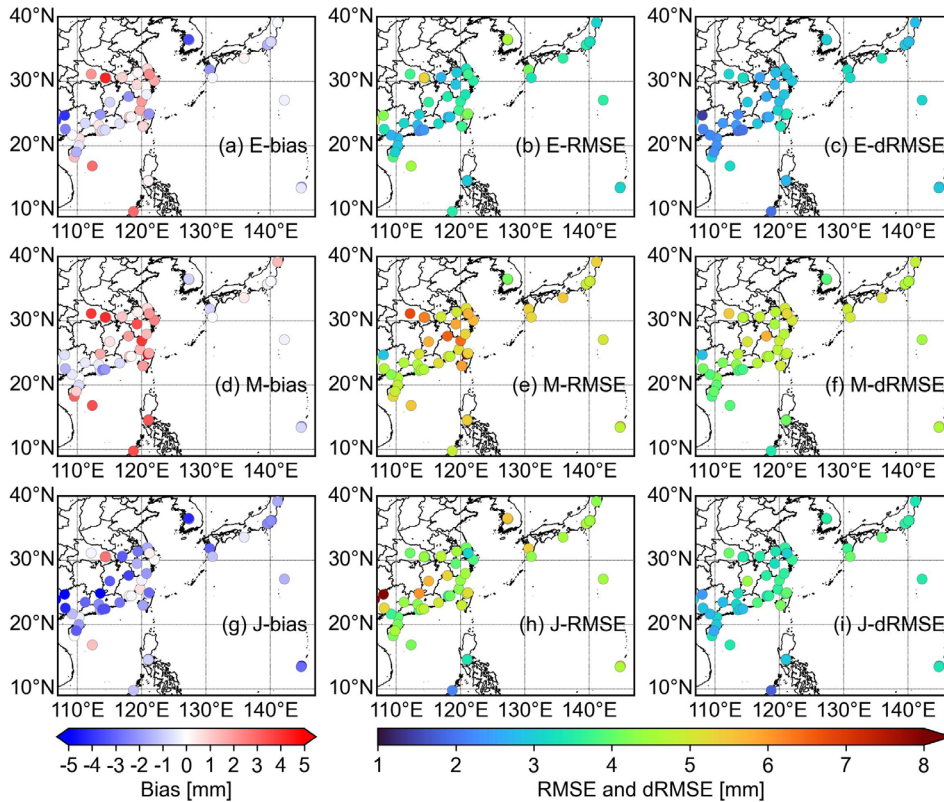 40°N
30°N
20°N
10°N
(a) E-bias
(b) E-RMSE
(c) E-dRMSE
110°E 120°E 130°E 140°E
110°E 120°E 130°E 140°E
110°E 120°E 130°E 140°E
40°N
30°N
20°N
10°N
40°N
30°N
20°N
10°N
40°N
30°N
20°N
10°N
(d) M-bias
(e) M-RMSE
(f) M-dRMSE
110°E 120°E 130°E 140°E
110°E 120°E 130°E 140°E
110°E 120°E 130°E 140°E
40°N
30°N
20°N
10°N
40°N
30°N
20°N
10°N
40°N
30°N
20°N
10°N
(g) J-bias
(h) J-RMSE
(i) J-dRMSE
110°E 120°E 130°E 140°E
110°E 120°E 130°E 140°E
110°E 120°E 130°E 140°E
40°N
30°N
20°N
10°N
40°N
30°N
20°N
10°N
-5 -4 -3 -2 -1 0 1 2 3 4 5
Bias [mm]
1 2 3 4 5 6 7 8
RMSE and dRMSE [mm]